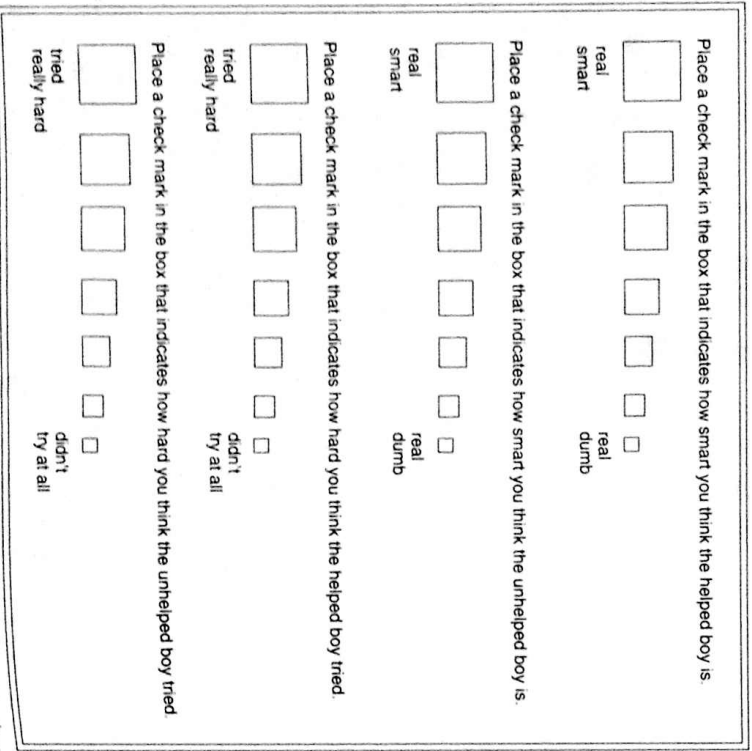 Place a check mark in the box that indicates how smart you think the helped boy is.
real
smart
real
dumb
Place a check mark in the box that indicates how smart you think the unhelped boy is.
real
smart
real
dumb
Place a check mark in the box that indicates how hard you think the helped boy tried.
tried
really hard
didn't
try at all
Place a check mark in the box that indicates how hard you think the unhelped boy tried.
tried
really hard
didn't
try at all